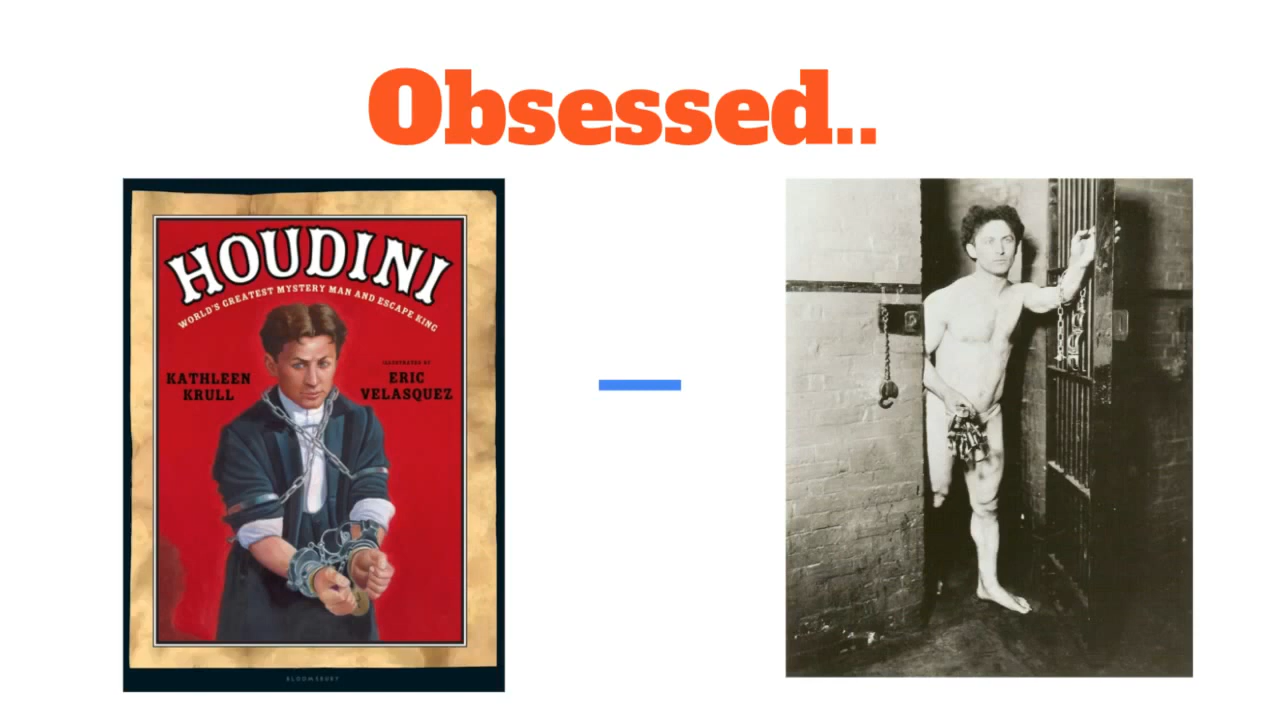 Obsessed..
HOUDINI
WORLD'S GREATEST MYSTERY MAN AND ESCAPE KING
KATHLEEN
KRULL
ILLUSTRATED BY
ERIC
VELASQUEZ
BLOOMSBURY